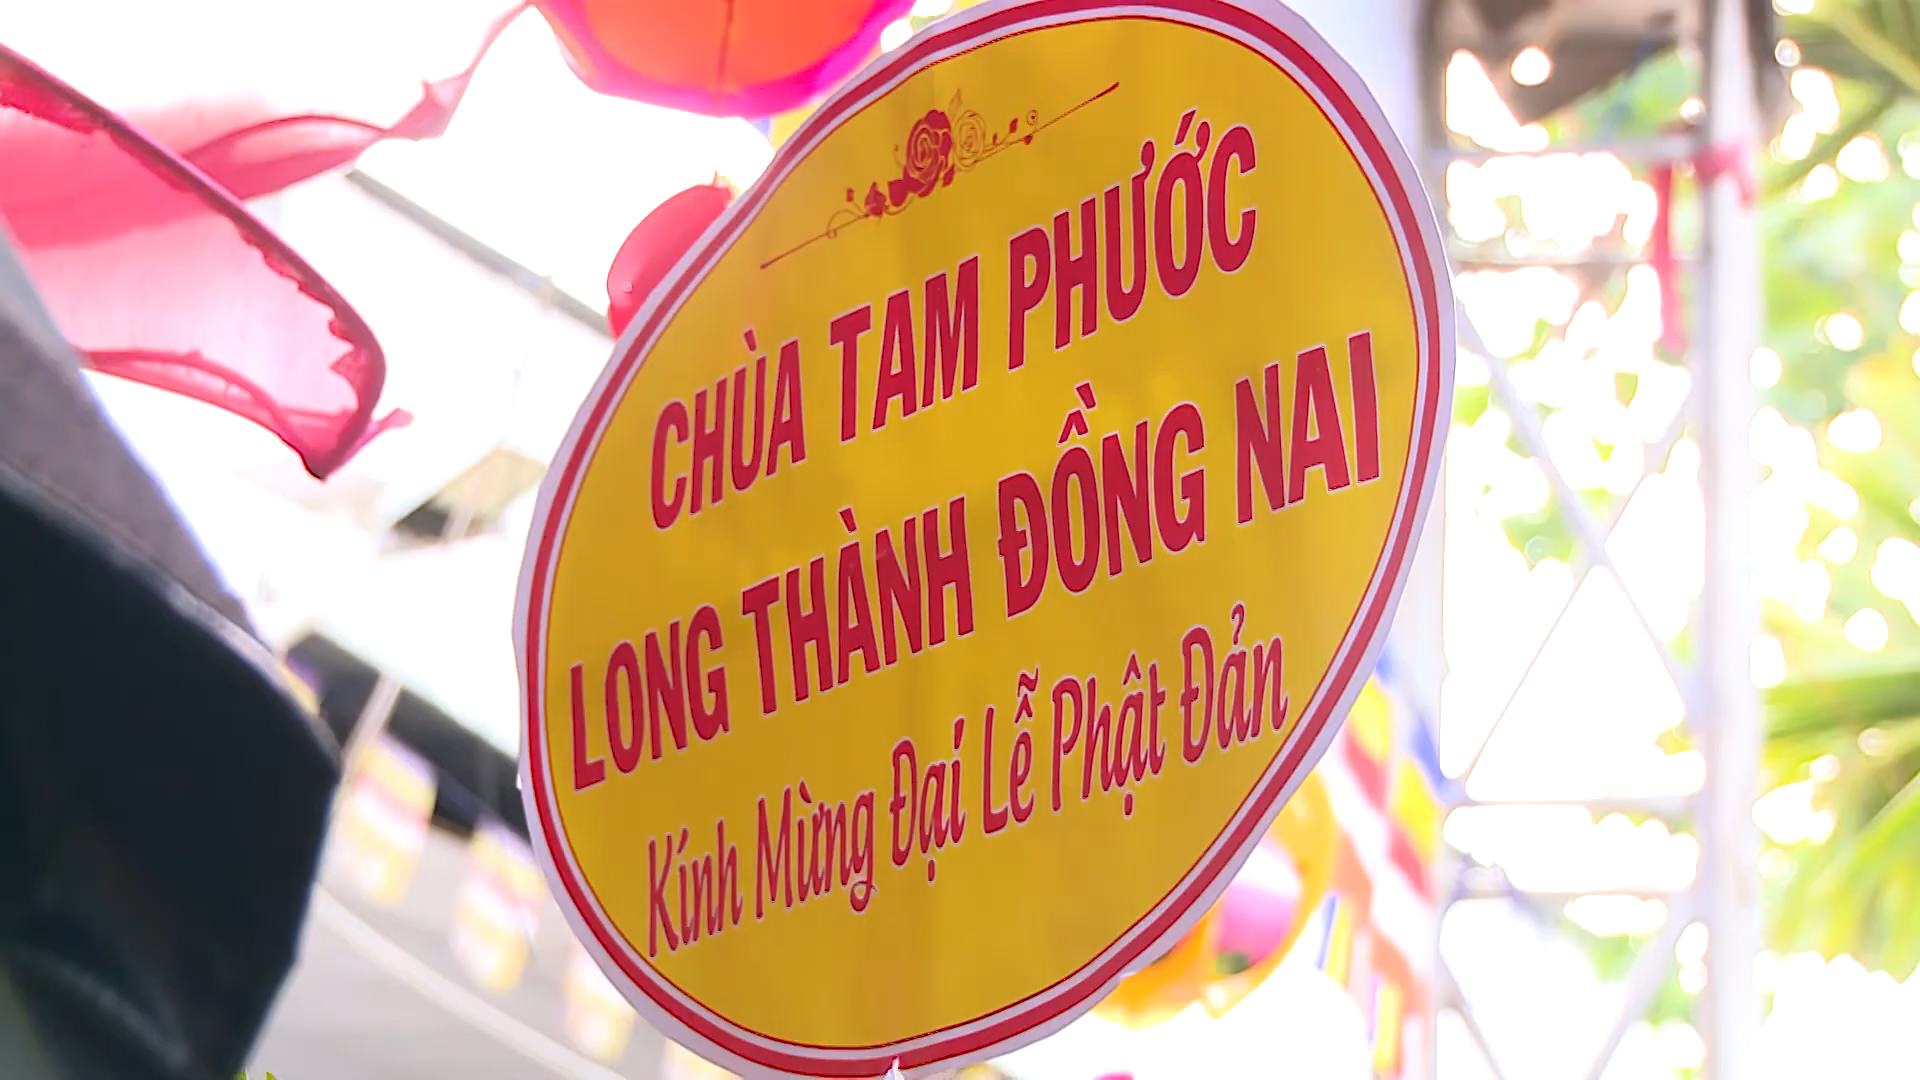 CHÙA TAM PHƯỚC
LONG THÀNH ĐỒNG NAI
Kính Mừng Đại Lễ Phật Đản